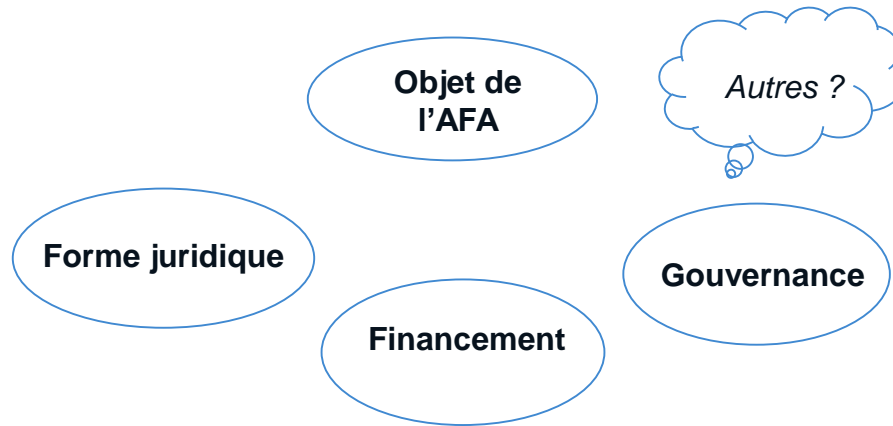 Objet de
l’AFA
Autres ?
Forme juridique
Gouvernance
Financement